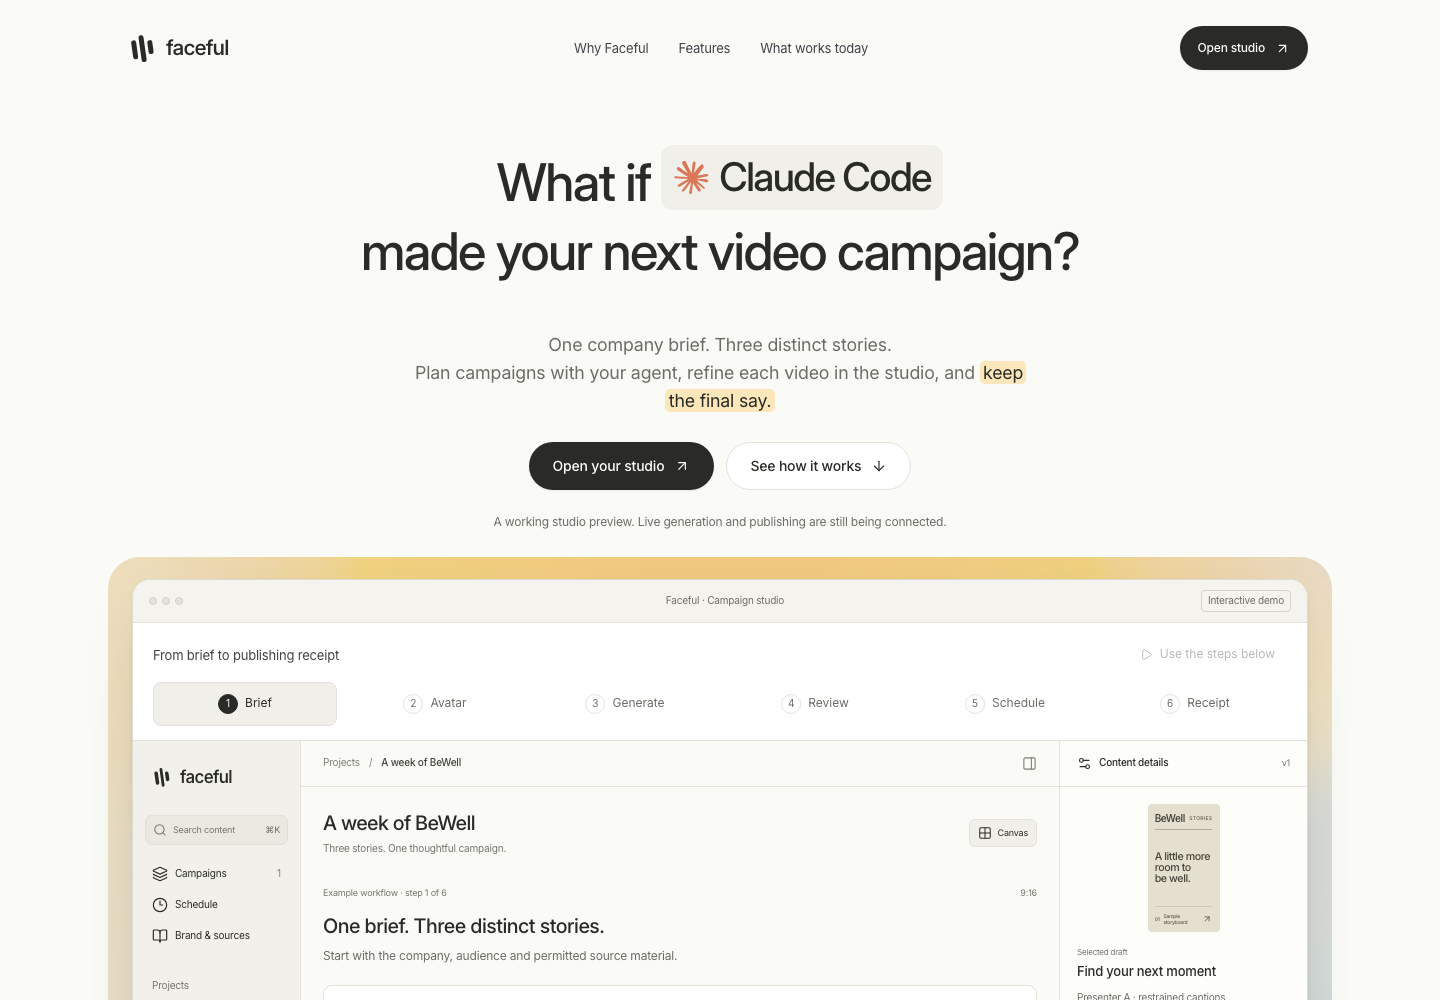 faceful
Why Faceful
Features
What works today
Open studio
What if Claude Code
made your next video campaign?
One company brief. Three distinct stories.
Plan campaigns with your agent, refine each video in the studio, and keep
the final say.
Open your studio
See how it works
A working studio preview. Live generation and publishing are still being connected.
Faceful · Campaign studio
Interactive demo
From brief to publishing receipt
Use the steps below
1 Brief
2 Avatar
3 Generate
4 Review
5 Schedule
6 Receipt
faceful
Search content ⌘K
Campaigns 1
Schedule
Brand & sources
Projects
Projects / A week of BeWell
A week of BeWell
Three stories. One thoughtful campaign.
Canvas
Example workflow · step 1 of 6
9:16
One brief. Three distinct stories.
Start with the company, audience and permitted source material.
Content details
v1
BeWell STORIES
A little more
room to
be well.
01 Sample
storyboard
Selected draft
Find your next moment
Presenter A · restrained captions